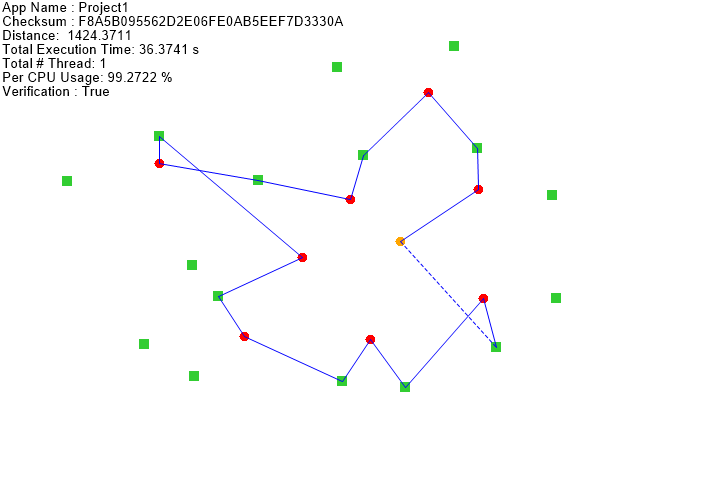 App Name : Project1
Checksum : F8A5B095562D2E06FE0AB5EEF7D3330A
Distance:  1424.3711
Total Execution Time: 36.3741 s
Total # Thread: 1
Per CPU Usage: 99.2722 %
Verification : True